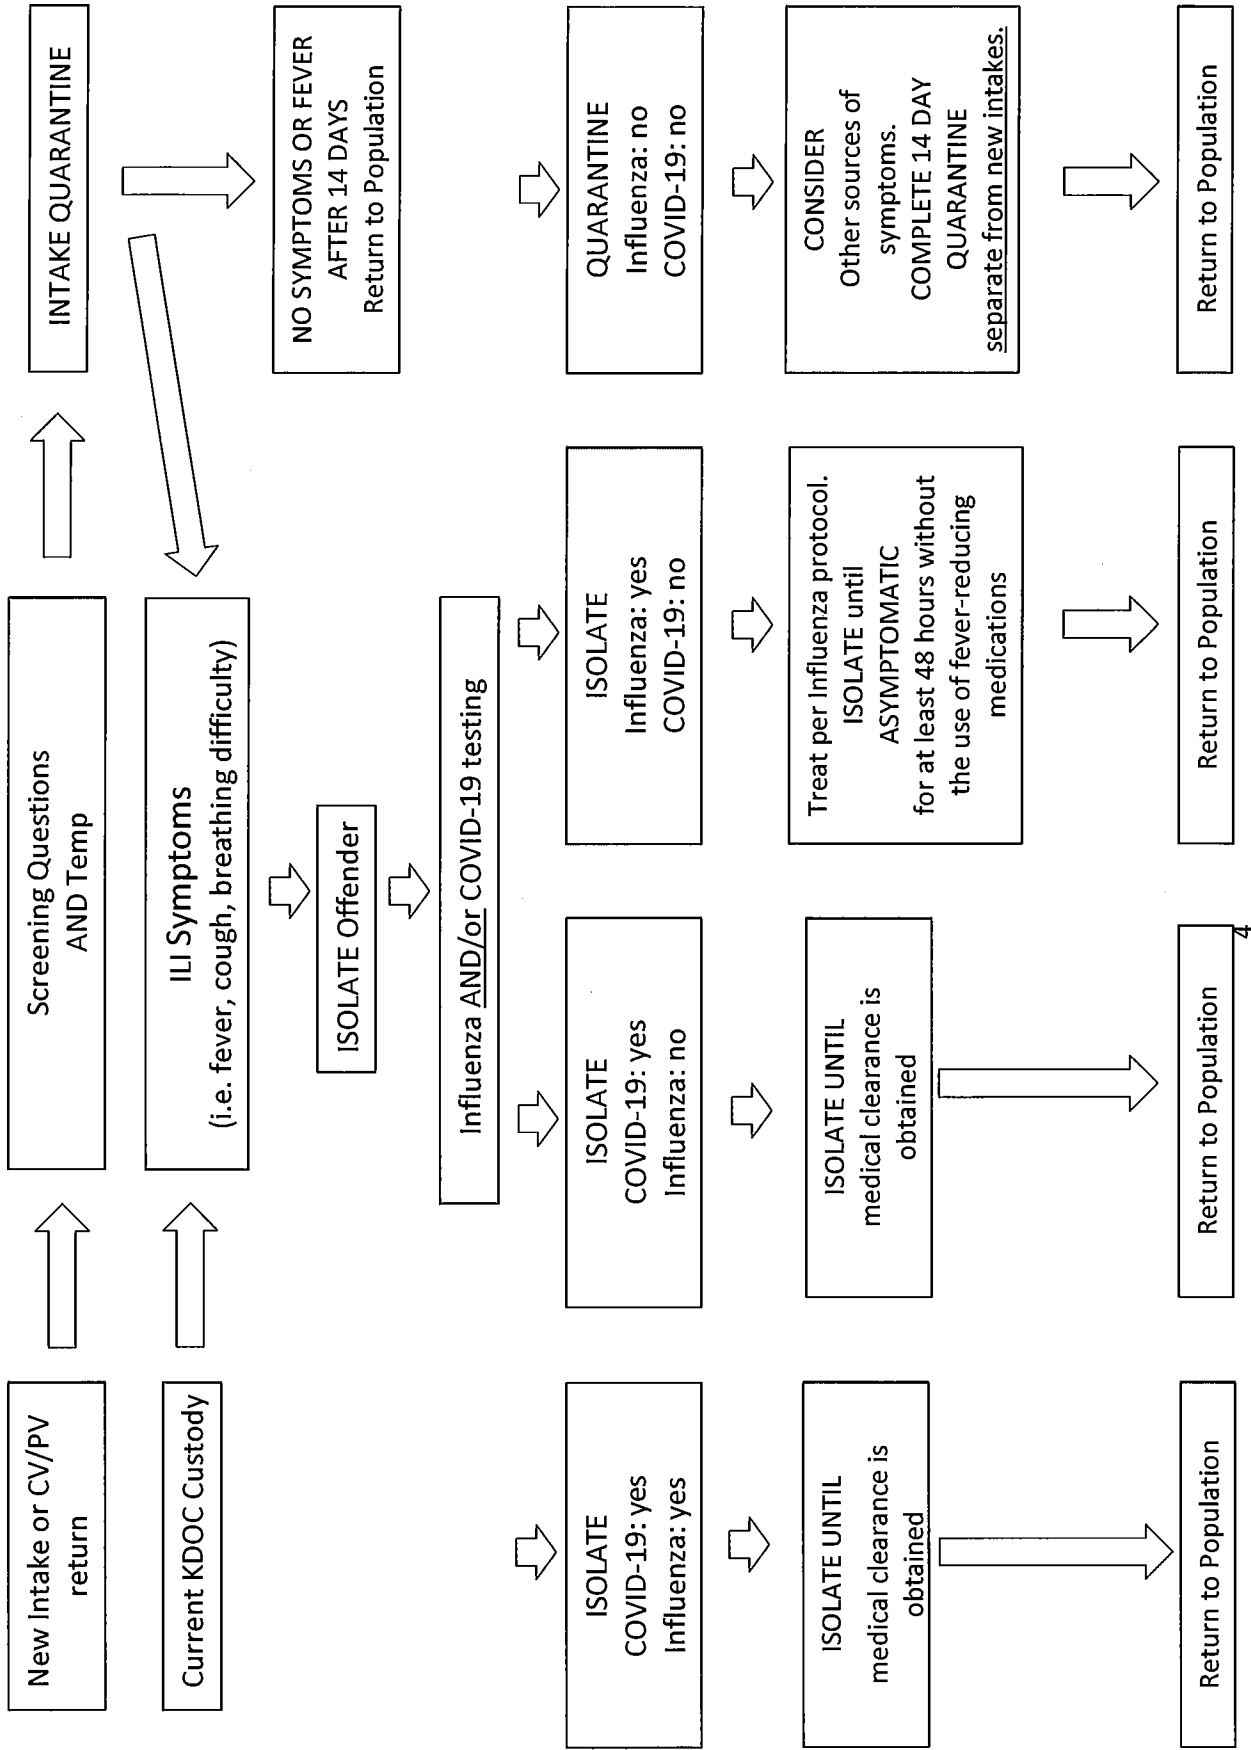 New Intake or CV/PV
return
Screening Questions
AND Temp
INTAKE QUARANTINE
Current KDOC Custody
ILI Symptoms
(i.e. fever, cough, breathing difficulty)
NO SYMPTOMS OR FEVER
AFTER 14 DAYS
Return to Population
ISOLATE Offender
Influenza AND/or COVID-19 testing
ISOLATE
COVID-19: yes
Influenza: yes
ISOLATE
COVID-19: yes
Influenza: no
ISOLATE
Influenza: yes
COVID-19: no
QUARANTINE
Influenza: no
COVID-19: no
ISOLATE UNTIL
medical clearance is
obtained
ISOLATE UNTIL
medical clearance is
obtained
Treat per Influenza protocol.
ISOLATE until
ASYMPTOMATIC
for at least 48 hours without
the use of fever-reducing
medications
CONSIDER
Other sources of
symptoms.
COMPLETE 14 DAY
QUARANTINE
separate from new intakes.
Return to Population
Return to Population
Return to Population
Return to Population
4